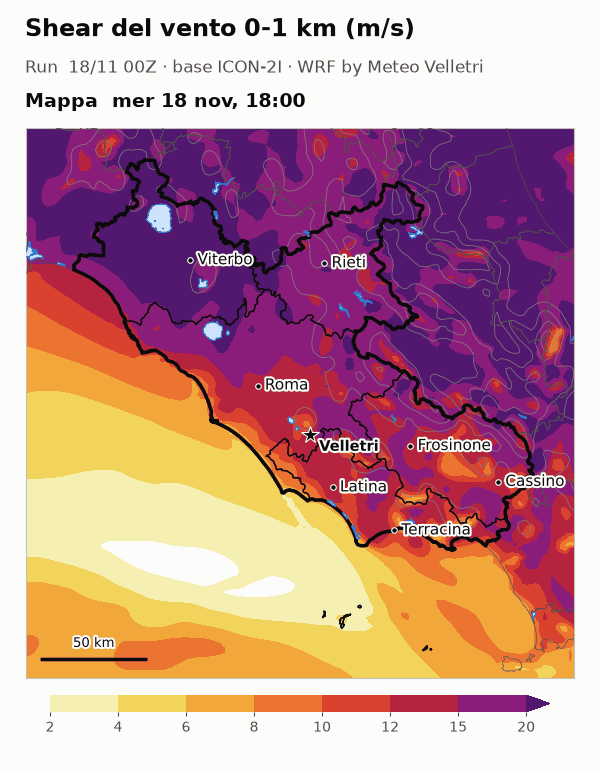 Shear del vento 0-1 km (m/s)
Run  18/11 00Z · base ICON-2I · WRF by Meteo Velletri
Mappa  mer 18 nov, 18:00
Viterbo
Rieti
Roma
Velletri
Frosinone
Cassino
Latina
Terracina
50 km
2 4 6 8 10 12 15 20